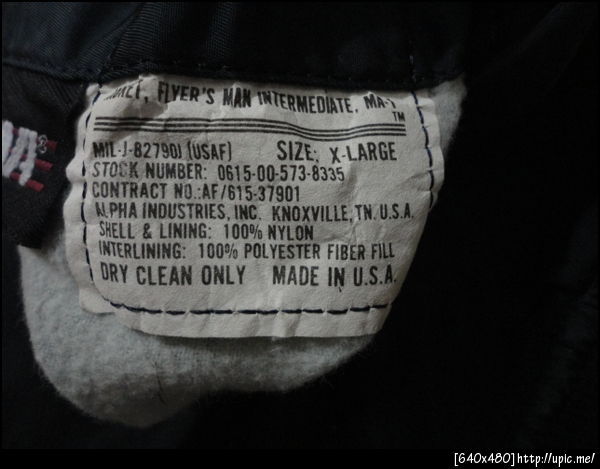 JACKET, FLYER'S MAN INTERMEDIATE, MA-1
TM
MIL-J-8279OJ (USAF) SIZE: X-LARGE
STOCK NUMBER: 0615-00-573-8335
CONTRACT NO.:AF/615-37901
ALPHA INDUSTRIES, INC. KNOXVILLE, TN. U.S.A.
SHELL & LINING: 100% NYLON
INTERLINING: 100% POLYESTER FIBER FILL
DRY CLEAN ONLY MADE IN U.S.A.
[640x480]http://upic.me/